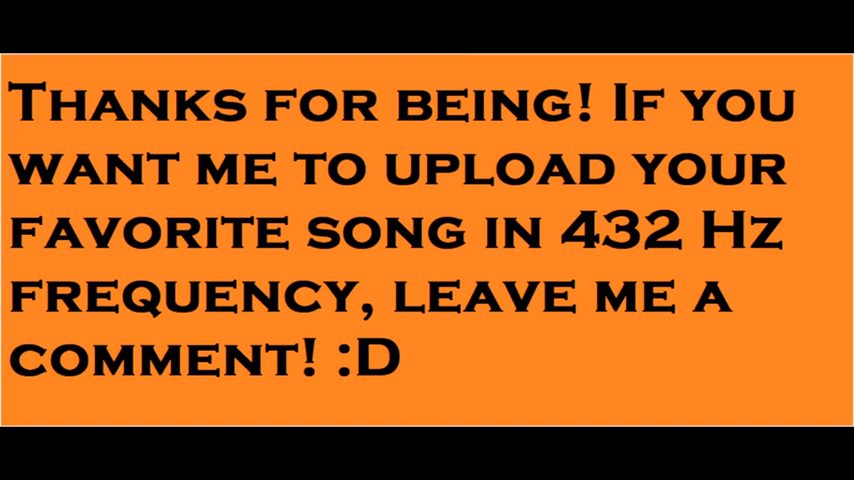 Thanks for being! If you
want me to upload your
favorite song in 432 Hz
frequency, leave me a
comment! :D